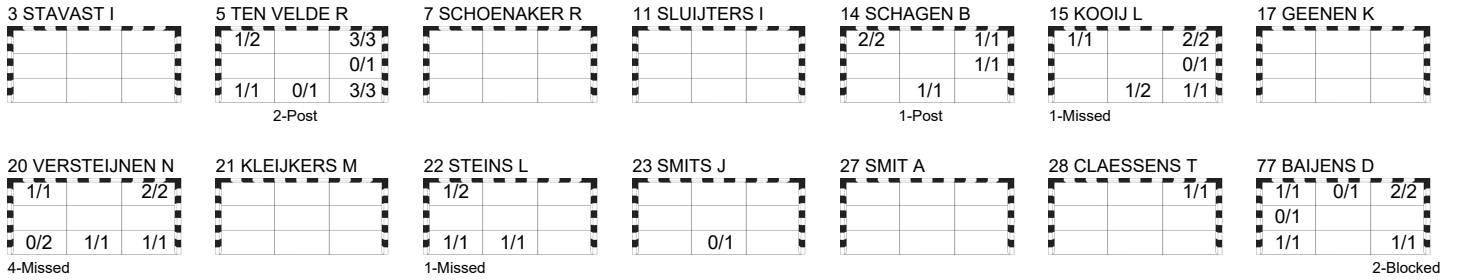 3 STAVAST I 5 TEN VELDE R 7 SCHOENAKER R 11 SLUIJTERS I 14 SCHAGEN B 15 KOOIJ L 17 GEENEN K
1/2 3/3 2/2 1/1 1/1 2/2
0/1 1/1 0/1
1/1 0/1 3/3 1/1 1/2 1/1
2-Post 1-Post 1-Missed
20 VERSTEIJNEN N 21 KLEIJKERS M 22 STEINS L 23 SMITS J 27 SMIT A 28 CLAESSENS T 77 BAIJENS D
1/1 2/2 1/2 1/1 1/1 0/1 2/2
0/1
0/2 1/1 1/1 1/1 1/1 0/1 1/1 1/1
4-Missed 1-Missed 2-Blocked